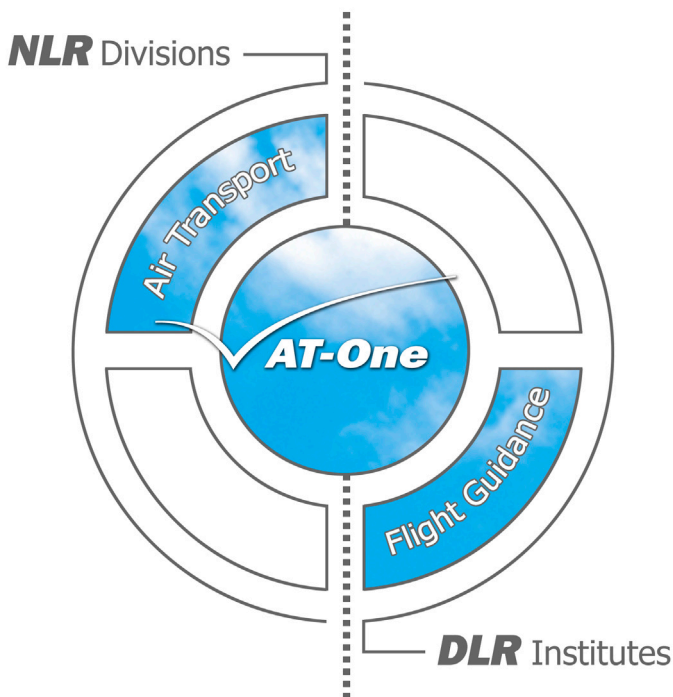 NLR Divisions
Air Transport
AT-One
Flight Guidance
DLR Institutes